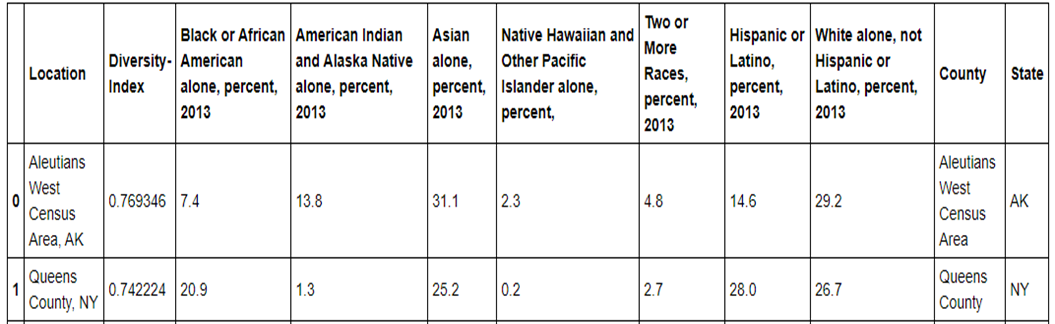 Location
Diversity-
Index
Black or African
American
alone, percent,
2013
American Indian
and Alaska Native
alone, percent,
2013
Asian
alone,
percent,
2013
Native Hawaiian and
Other Pacific
Islander alone,
percent,
Two or
More
Races,
percent,
2013
Hispanic or
Latino,
percent,
2013
White alone, not
Hispanic or
Latino, percent,
2013
County
State
0
Aleutians
West
Census
Area, AK
0.769346
7.4
13.8
31.1
2.3
4.8
14.6
29.2
Aleutians
West
Census
Area
AK
1
Queens
County, NY
0.742224
20.9
1.3
25.2
0.2
2.7
28.0
26.7
Queens
County
NY